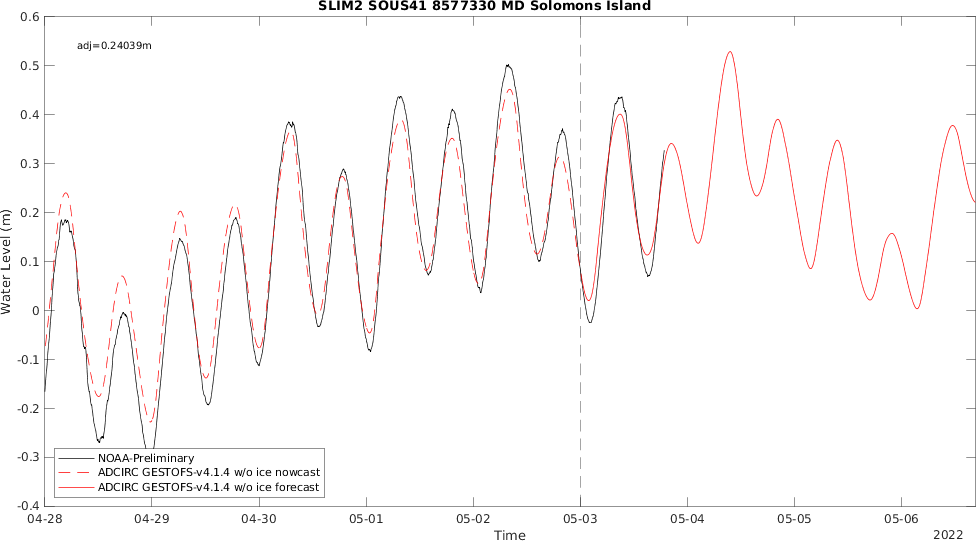 SLIM2 SOUS41 8577330 MD Solomons Island
adj=0.24039m
0.6
0.5
0.4
0.3
0.2
0.1
0
-0.1
-0.2
-0.3
-0.4
Water Level (m)
NOAA-Preliminary
ADCIRC GESTOFS-v4.1.4 w/o ice nowcast
ADCIRC GESTOFS-v4.1.4 w/o ice forecast
04-28 04-29 04-30 05-01 05-02 05-03 05-04 05-05 05-06
Time
2022